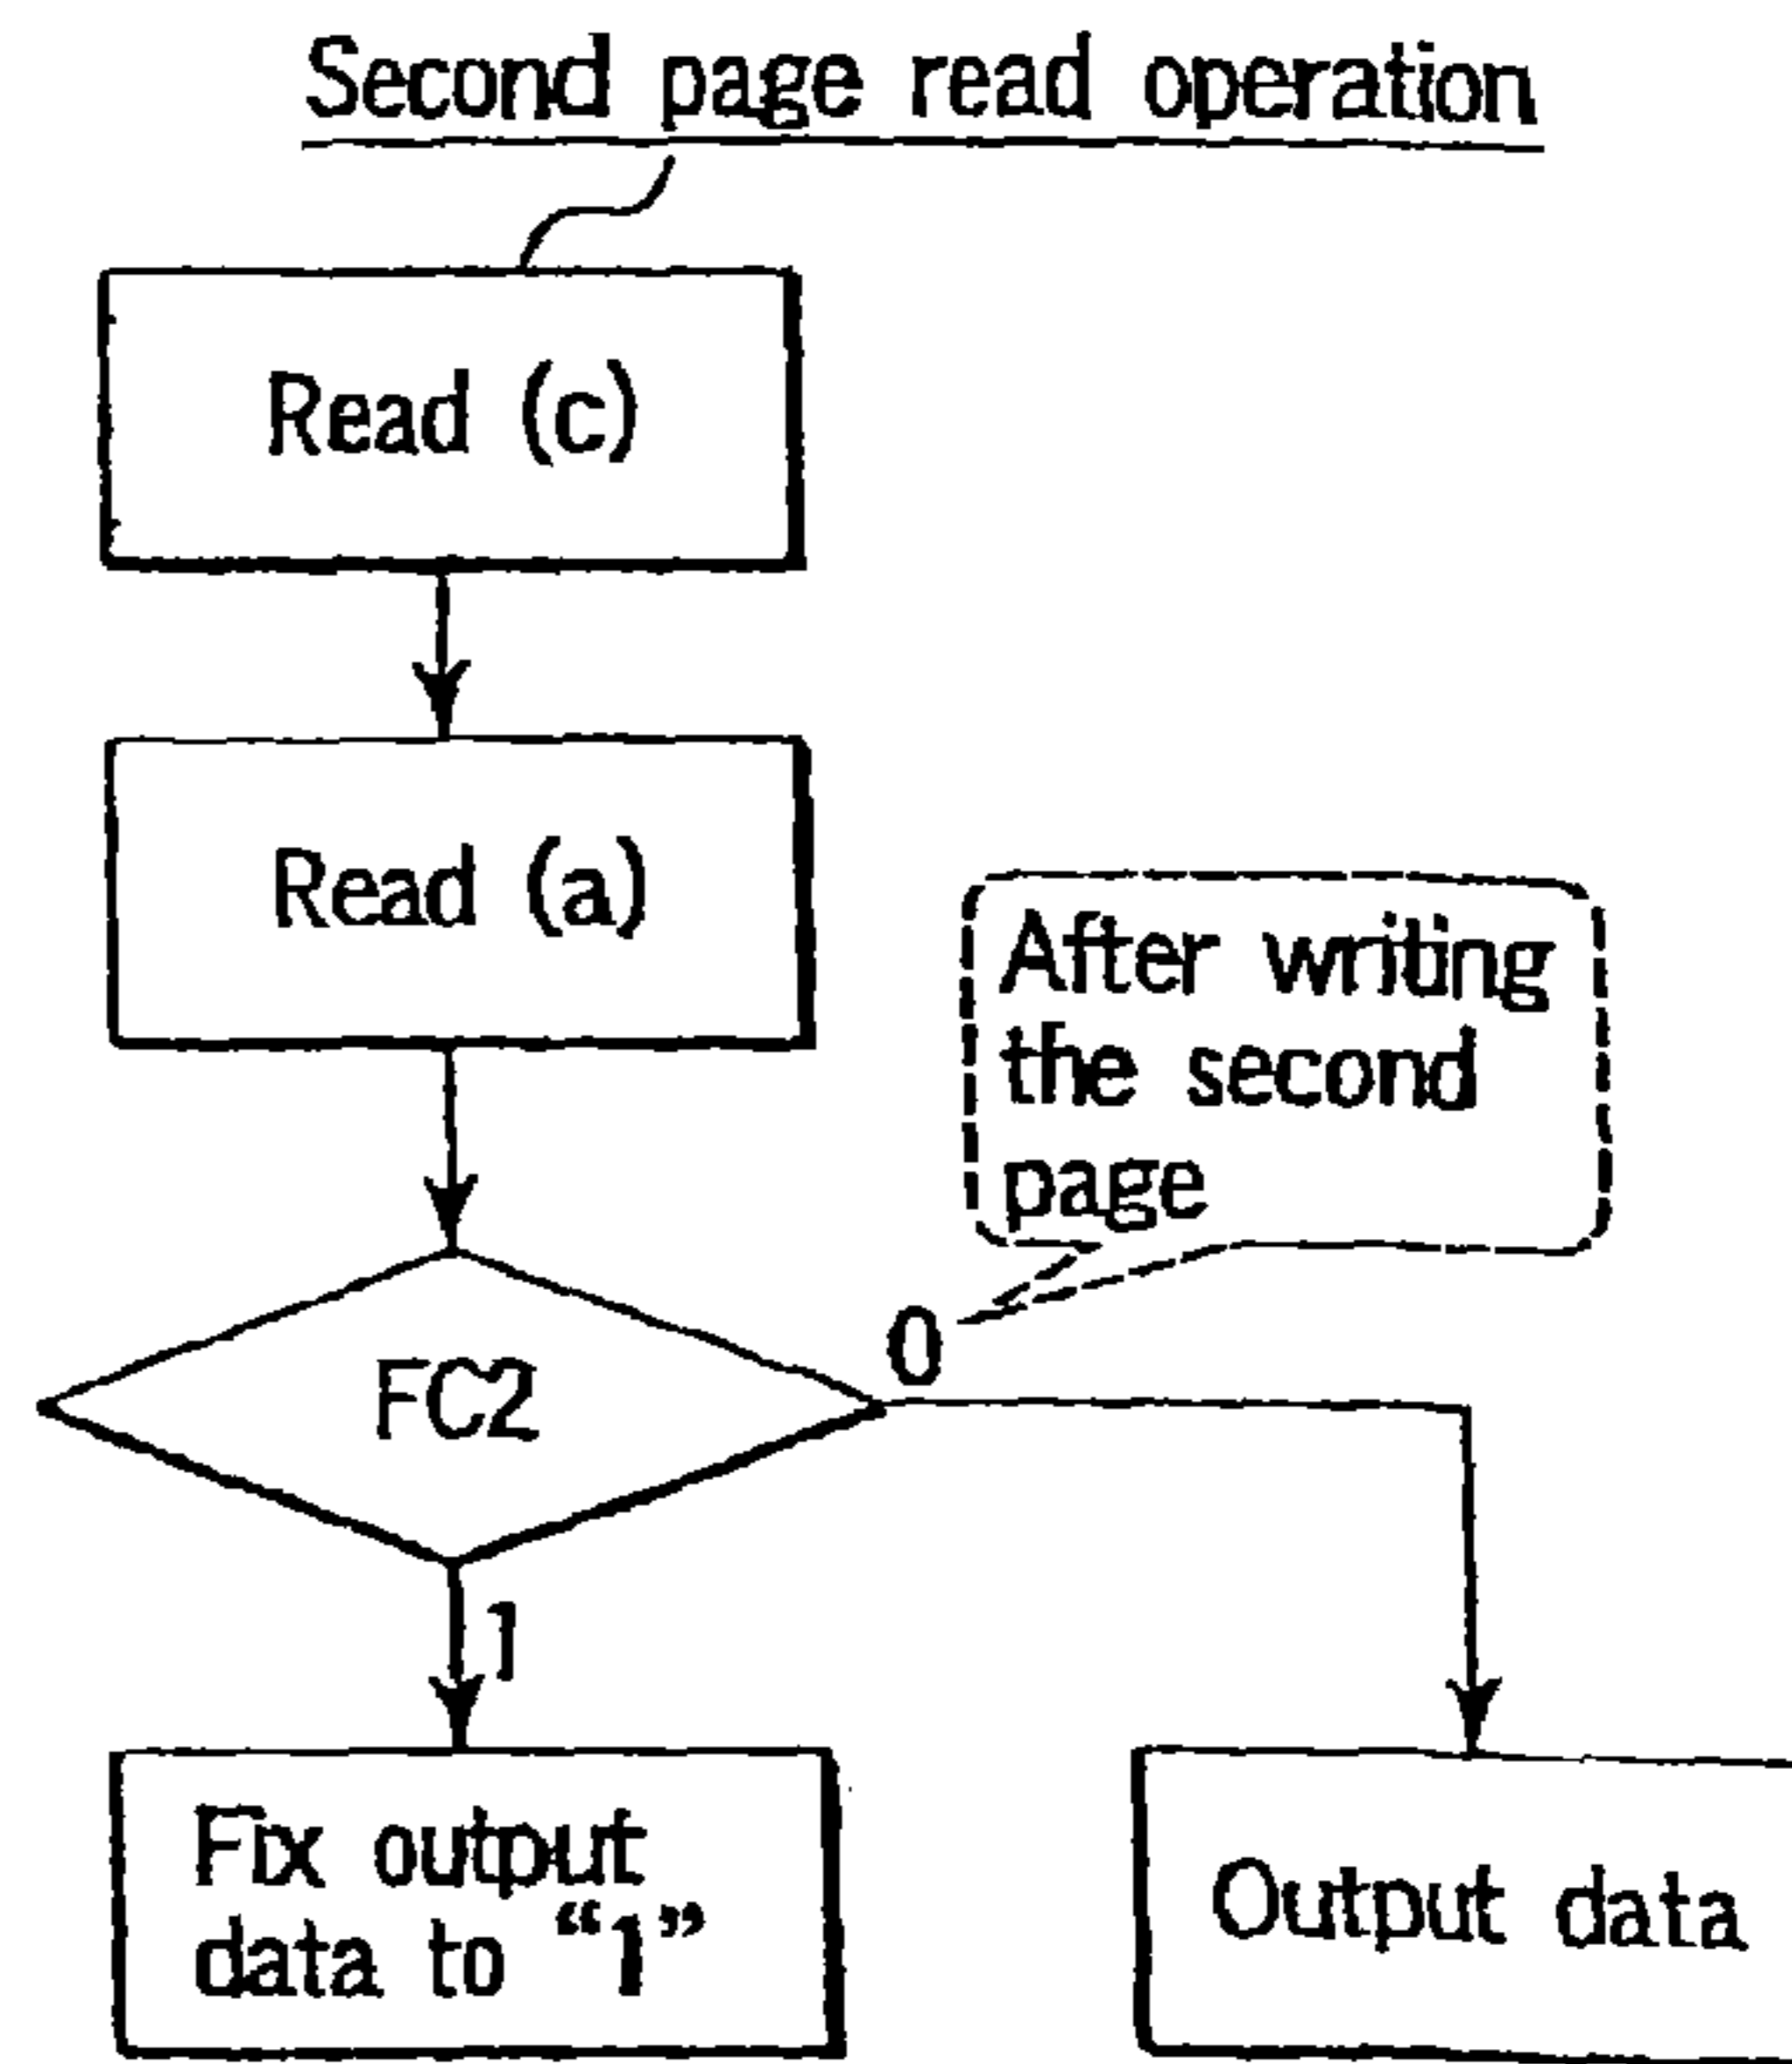 Second page read operation
Read (c)
Read (a)
After writing
the second
page
0
FC2
1
Fix output
data to “1”
Output data